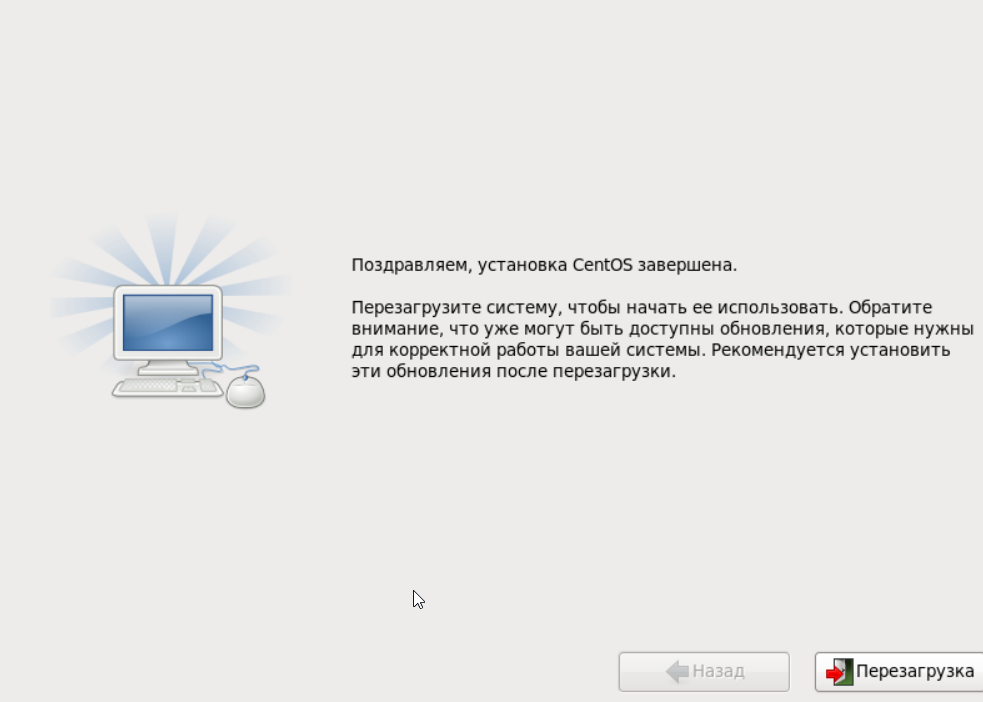 Поздравляем, установка CentOS завершена.
Перезагрузите систему, чтобы начать ее использовать. Обратите
внимание, что уже могут быть доступны обновления, которые нужны
для корректной работы вашей системы. Рекомендуется установить
эти обновления после перезагрузки.
Назад
Перезагрузка